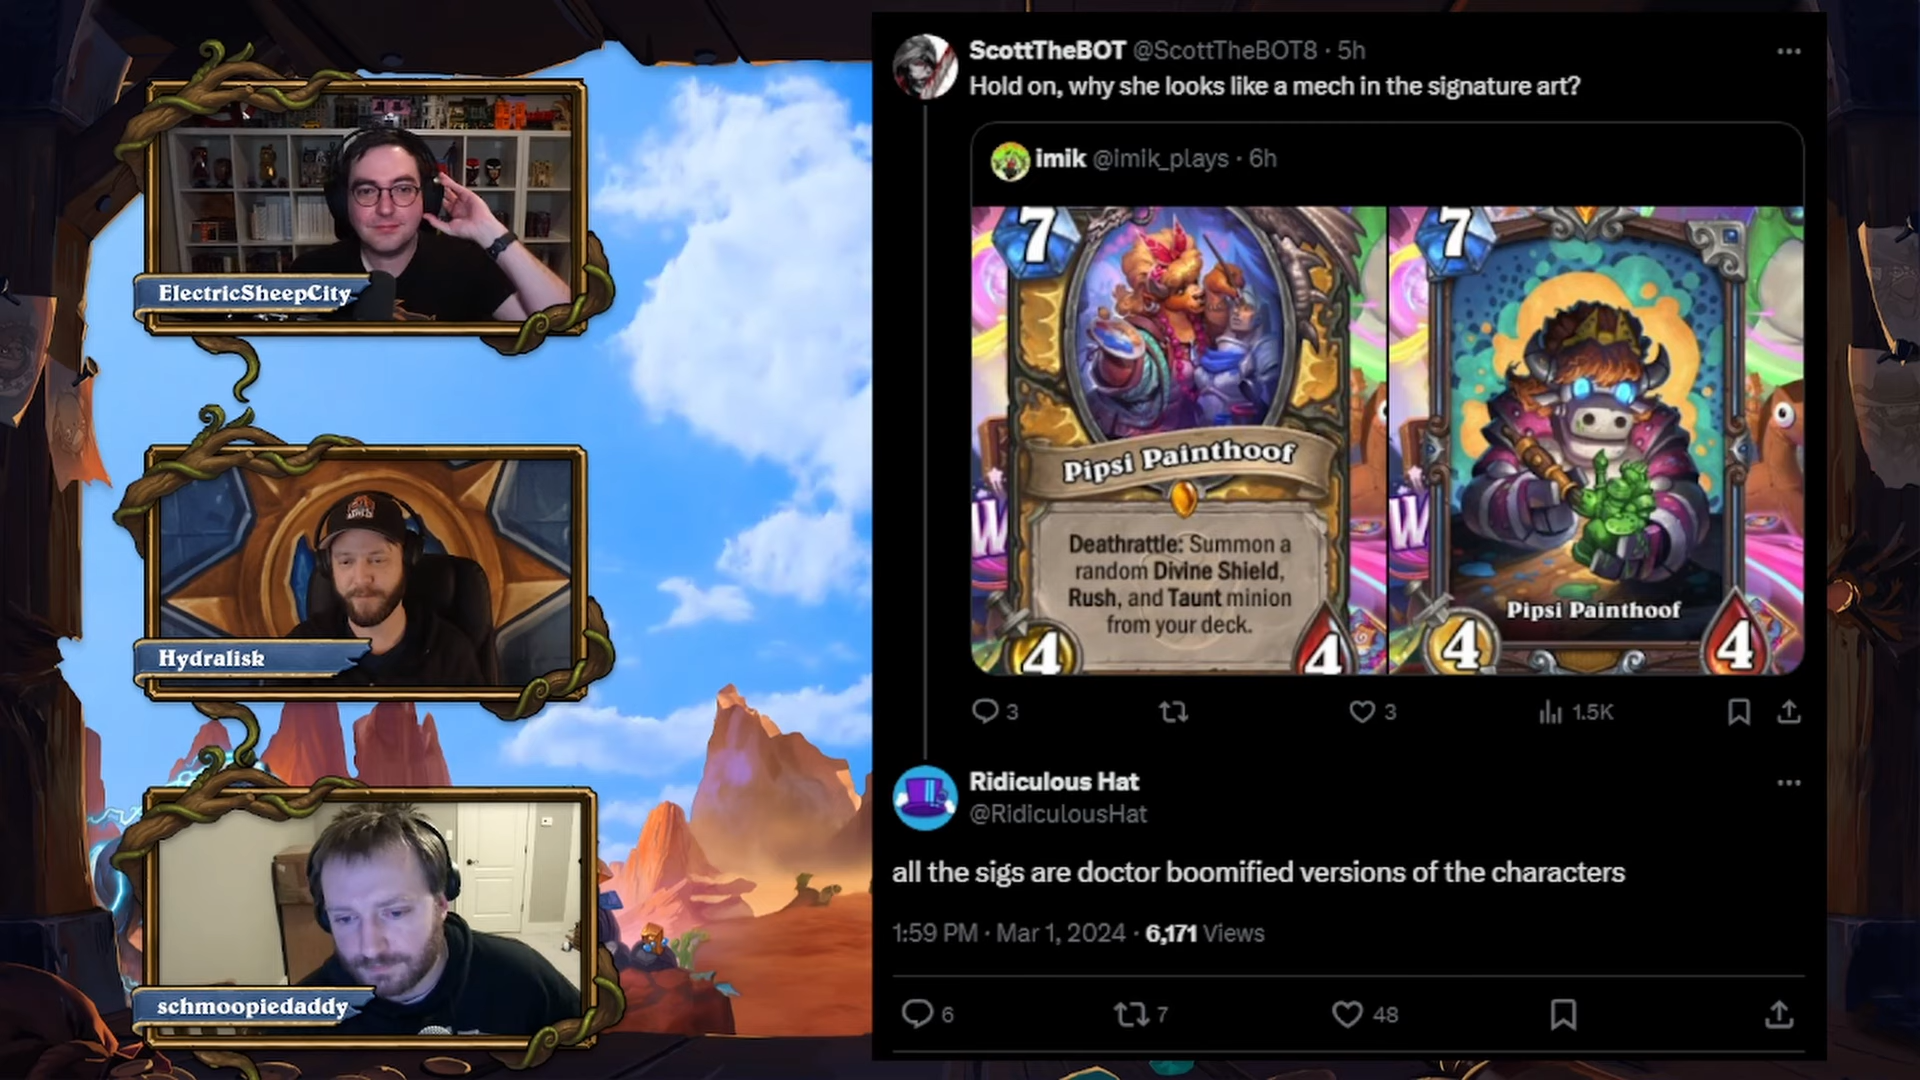 ElectricSheepCity
Hydralisk
schmoopiedaddy
ScottTheBOT @ScottTheBOT8 · 5h
Hold on, why she looks like a mech in the signature art?
imik @imik_plays · 6h
7
Pipsi Painthoof
Deathrattle: Summon a
random Divine Shield,
Rush, and Taunt minion
from your deck.
4
4
7
W
Pipsi Painthoof
4
4
3
3
1.5K
Ridiculous Hat
@RidiculousHat
all the sigs are doctor boomified versions of the characters
1:59 PM · Mar 1, 2024 · 6,171 Views
6
7
48